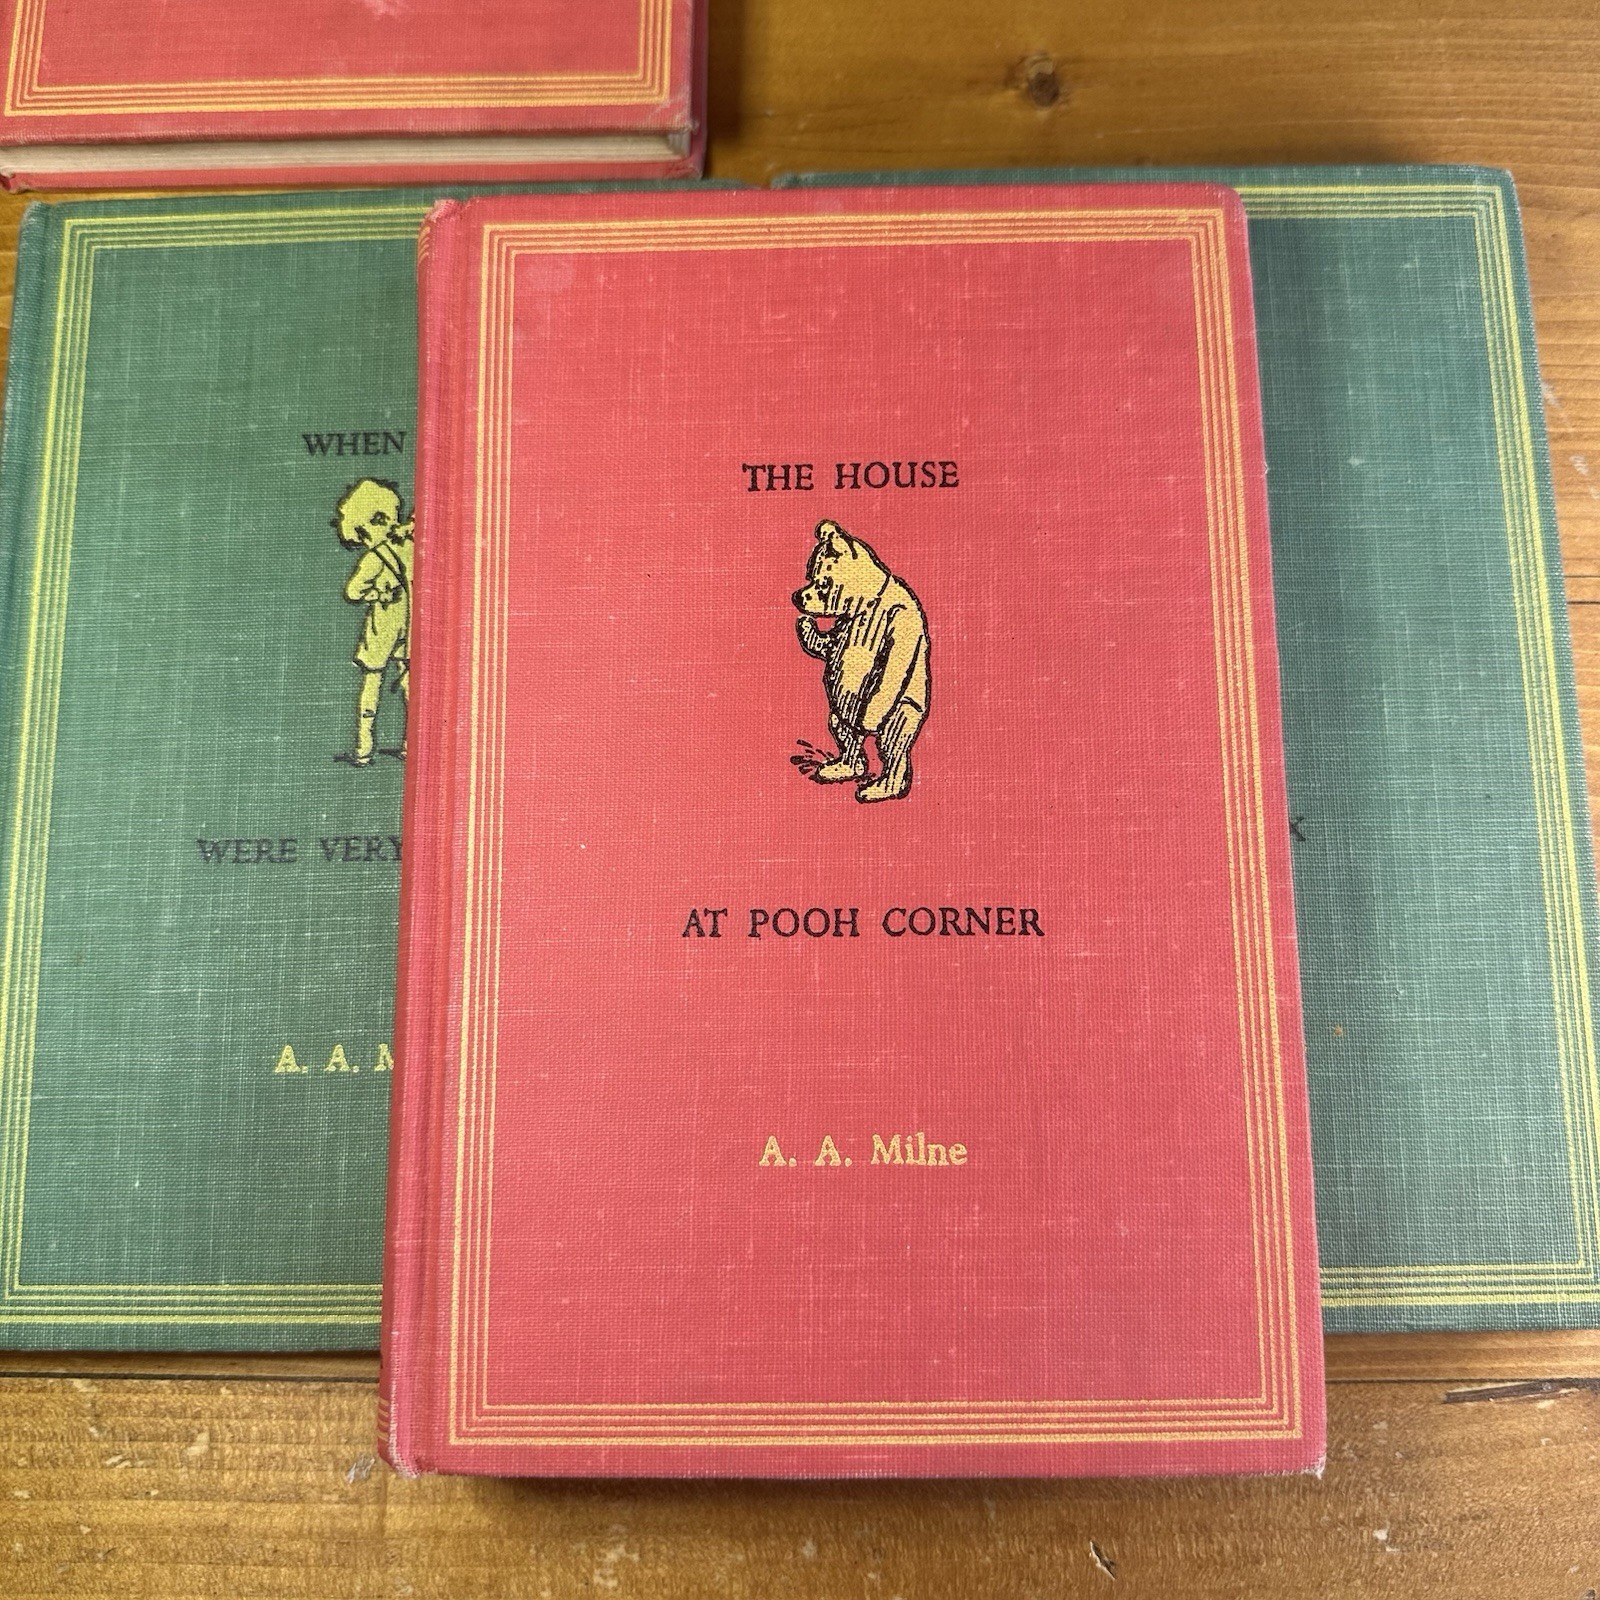 WHEN
WERE VERY
A. A. M
THE HOUSE
AT POOH CORNER
A. A. Milne
X